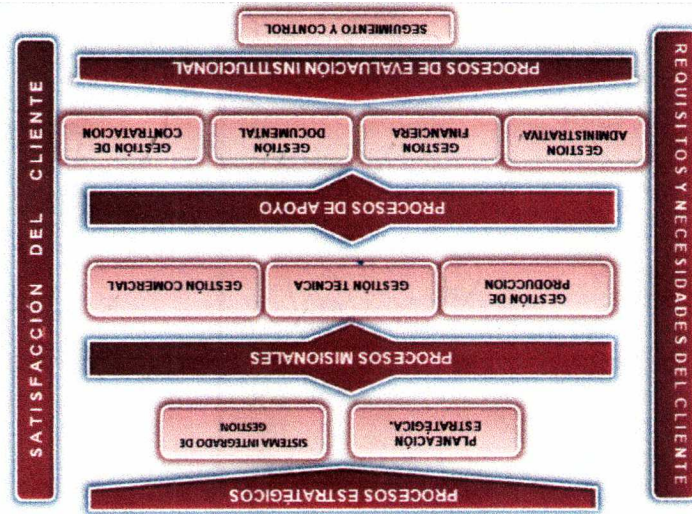 REQUISITOS Y NECESIDADES DEL CLIENTE
PROCESOS ESTRATÉGICOS
PLANEACIÓN
ESTRATÉGICA.
SISTEMA INTEGRADO DE
GESTION
PROCESOS MISIONALES
GESTIÓN DE
PRODUCCION
GESTIÓN TECNICA
GESTIÓN COMERCIAL
PROCESOS DE APOYO
GESTION
ADMINISTRATIVA
GESTION
FINANCIERA
GESTIÓN
DOCUMENTAL
GESTIÓN DE
CONTRATACION
PROCESOS DE EVALUACIÓN INSTITUCIONAL
SEGUIMIENTO Y CONTROL
SATISFACCIÓN DEL CLIENTE